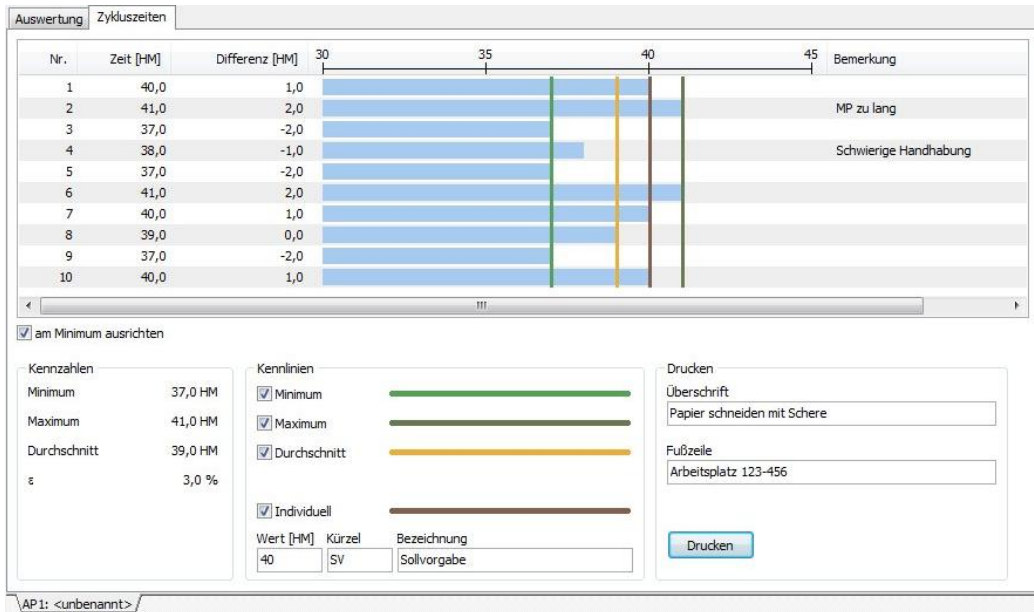 Auswertung Zykluszeiten
Nr. Zeit [HM] Differenz [HM] 30 35 40 45 Bemerkung
1 40,0 1,0
2 41,0 2,0 MP zu lang
3 37,0 -2,0
4 38,0 -1,0 Schwierige Handhabung
5 37,0 -2,0
6 41,0 2,0
7 40,0 1,0
8 39,0 0,0
9 37,0 -2,0
10 40,0 1,0
am Minimum ausrichten
Kennzahlen
Minimum 37,0 HM
Maximum 41,0 HM
Durchschnitt 39,0 HM
ε 3,0 %
Kennlinien
Minimum
Maximum
Durchschnitt
Individuell
Wert [HM] Kürzel Bezeichnung
40 SV Sollvorgabe
Drucken
Überschrift
Papier schneiden mit Schere
Fußzeile
Arbeitsplatz 123-456
Drucken
AP1: <unbenannt>